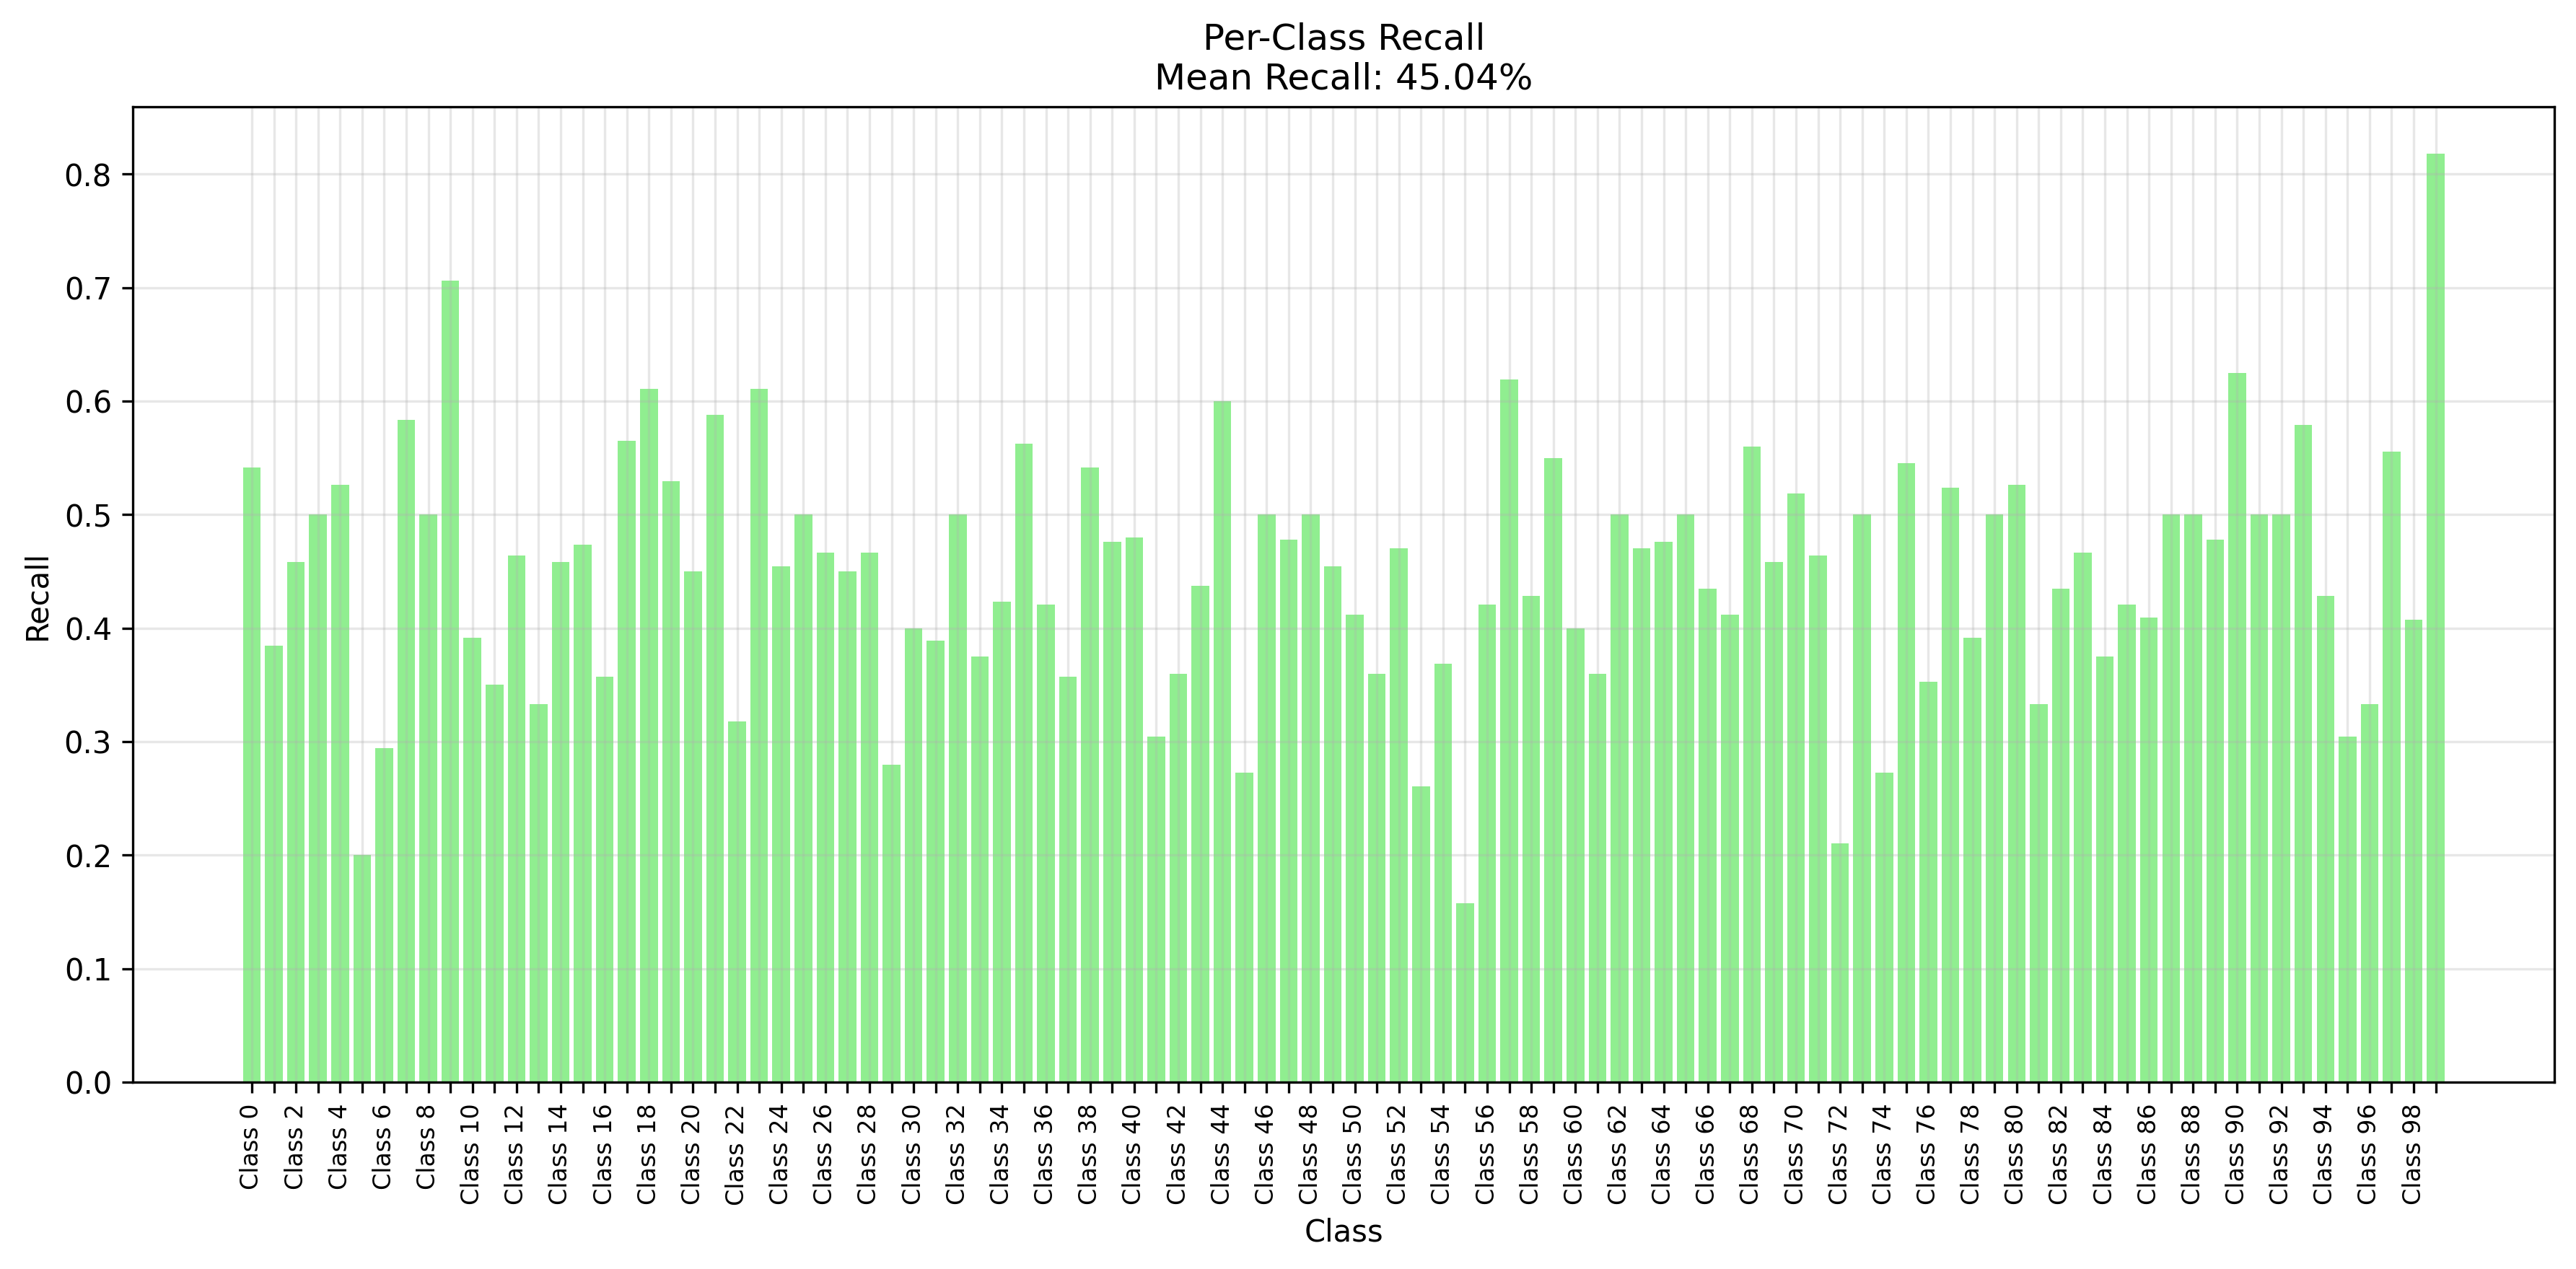 Per-Class Recall
Mean Recall: 45.04%
Recall
0.8
0.7
0.6
0.5
0.4
0.3
0.2
0.1
0.0
Class 0
Class 2
Class 4
Class 6
Class 8
Class 10
Class 12
Class 14
Class 16
Class 18
Class 20
Class 22
Class 24
Class 26
Class 28
Class 30
Class 32
Class 34
Class 36
Class 38
Class 40
Class 42
Class 44
Class 46
Class 48
Class 50
Class 52
Class 54
Class 56
Class 58
Class 60
Class 62
Class 64
Class 66
Class 68
Class 70
Class 72
Class 74
Class 76
Class 78
Class 80
Class 82
Class 84
Class 86
Class 88
Class 90
Class 92
Class 94
Class 96
Class 98
Class